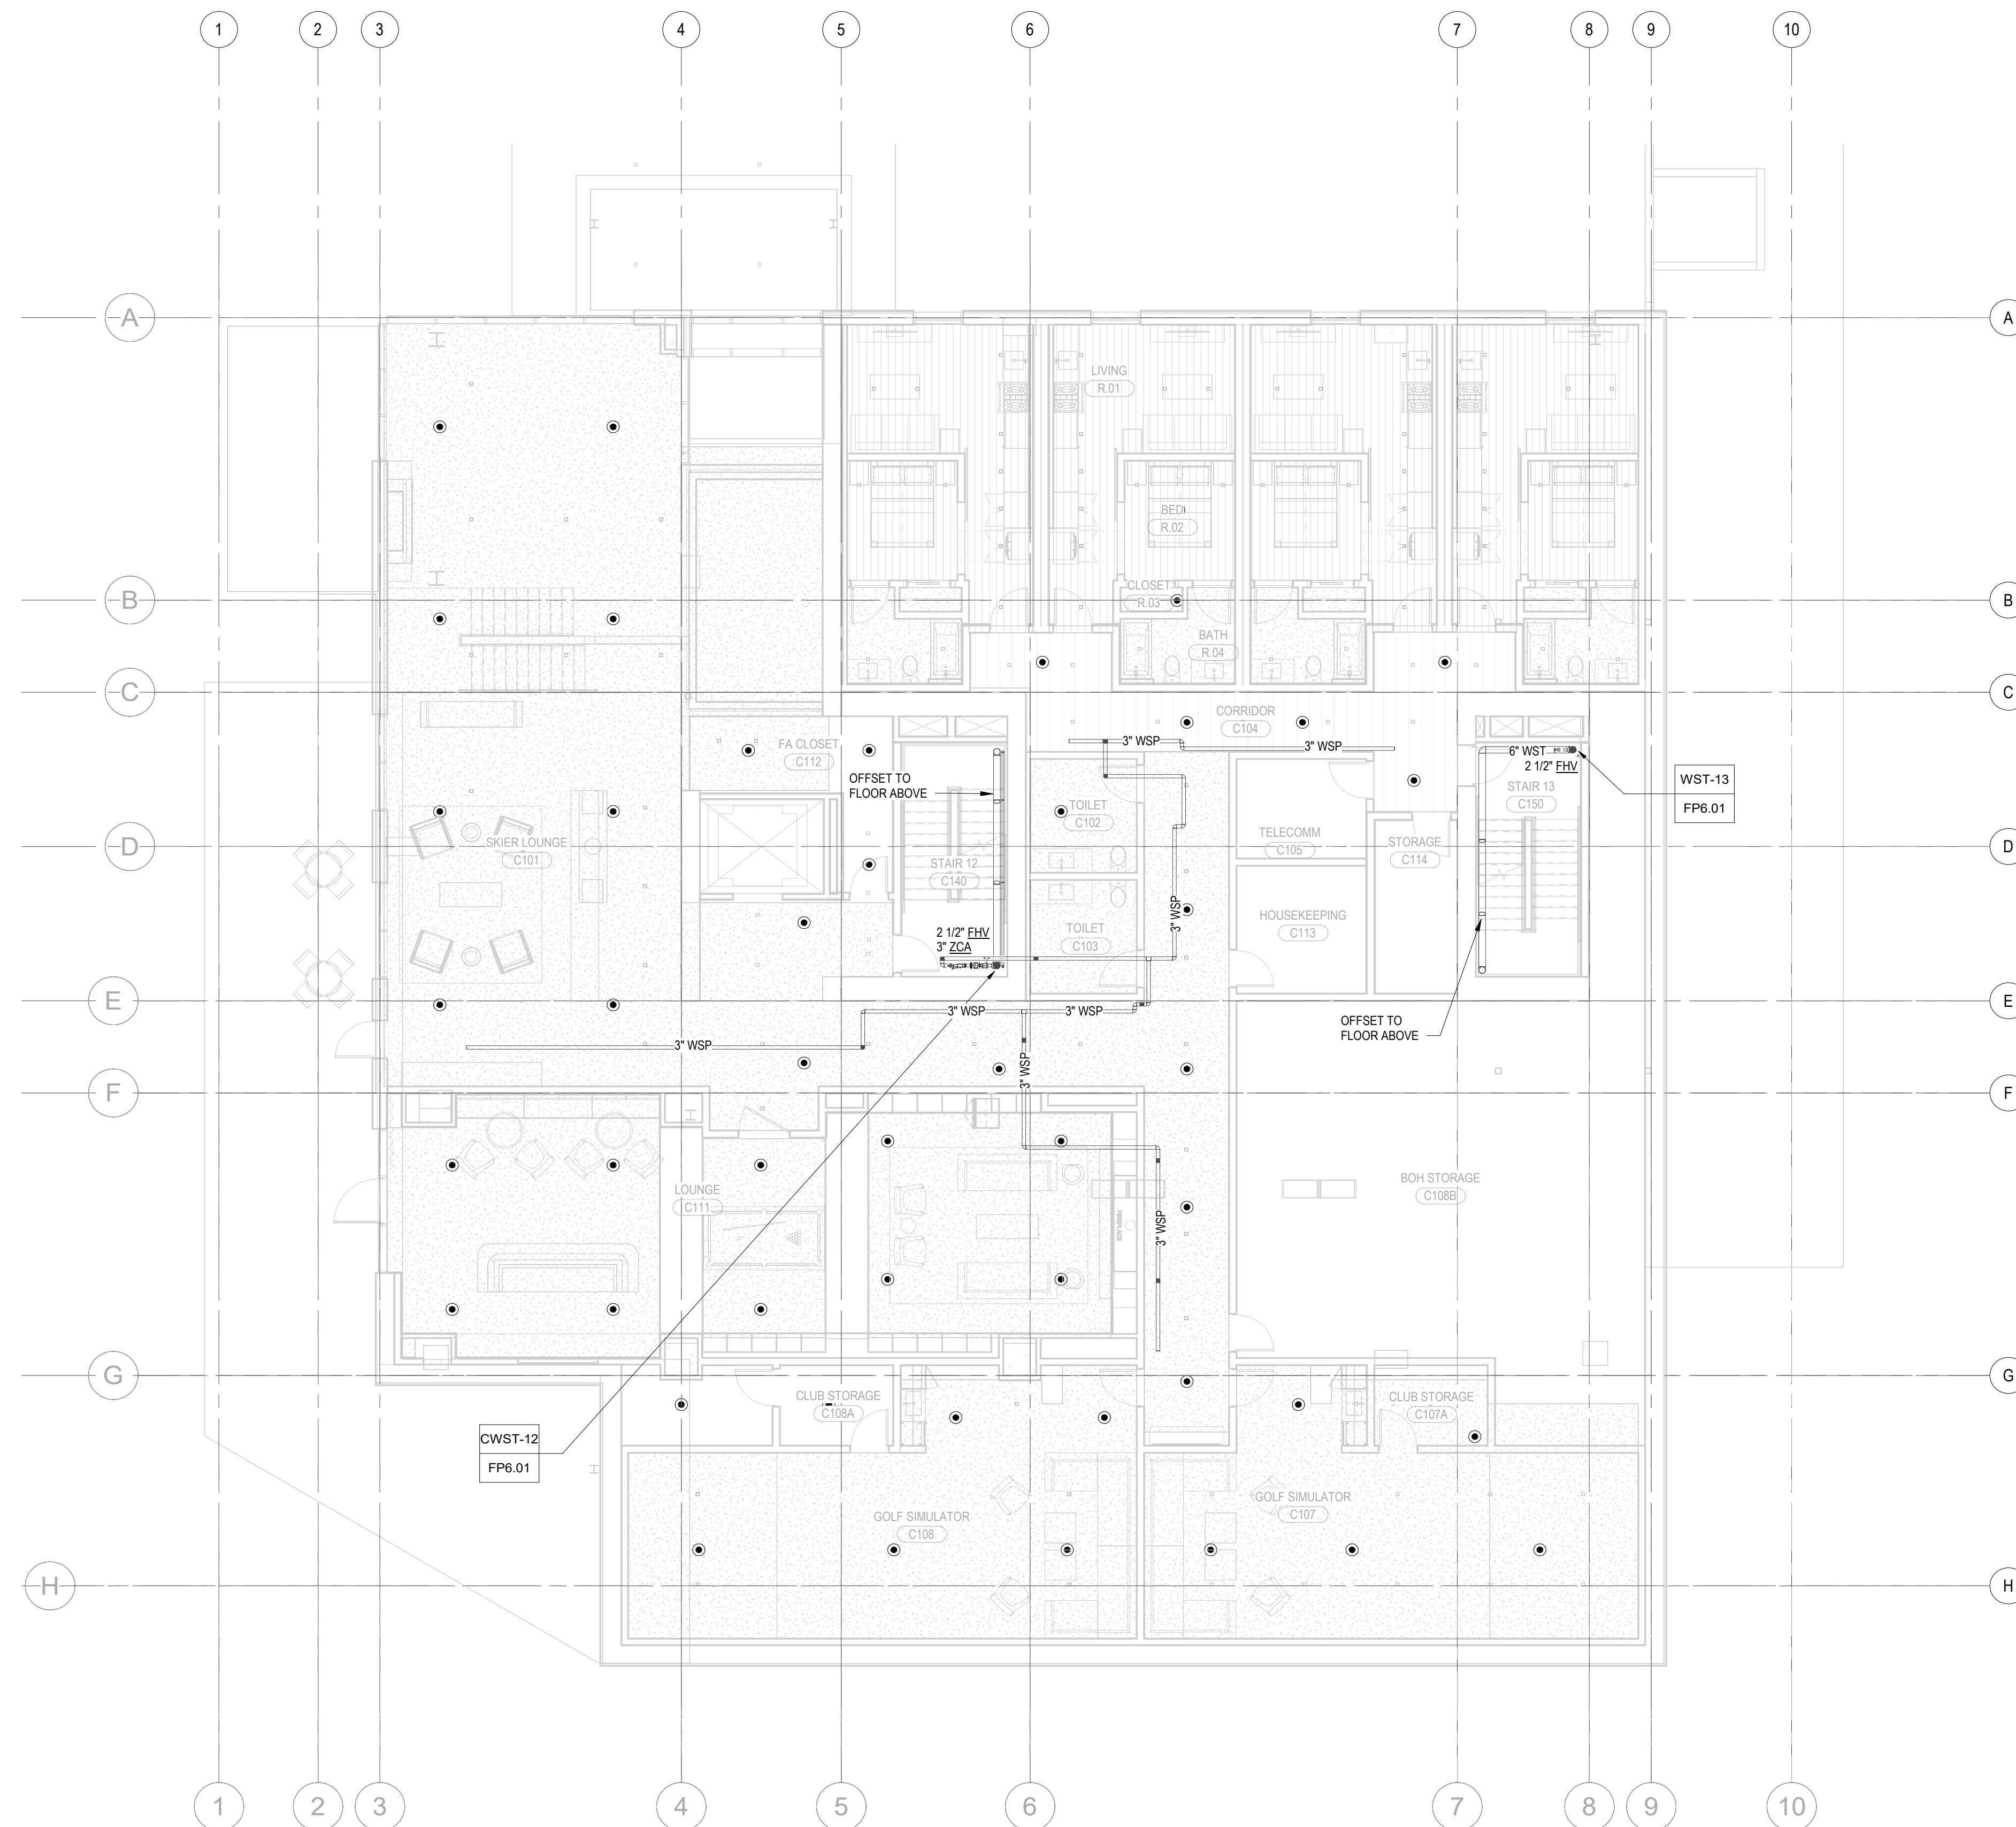 1 2 3 4 5 6 7 8 9 10
A
A
LIVING
R.01
BED
R.02
B
B
CLOSET
R.03
BATH
R.04
C
C
CORRIDOR
C104
3" WSP
3" WSP
FA CLOSET
C112
OFFSET TO
FLOOR ABOVE
6" WST
2 1/2" FHV
STAIR 13
C150
WST-13
FP6.01
TOILET
C102
TELECOMM
C105
STORAGE
C114
SKIER LOUNGE
C101
D
D
STAIR 12
C140
3" WSP
HOUSEKEEPING
C113
TOILET
C103
2 1/2" FHV
3" ZCA
E
E
3" WSP
3" WSP
OFFSET TO
FLOOR ABOVE
3" WSP
3" WSP
F
F
LOUNGE
C111
FIREPLACE
3" WSP
BOH STORAGE
C108B
G
G
CLUB STORAGE
C108A
CLUB STORAGE
C107A
CWST-12
FP6.01
GOLF SIMULATOR
C108
GOLF SIMULATOR
C107
H
H
1 2 3 4 5 6 7 8 9 10